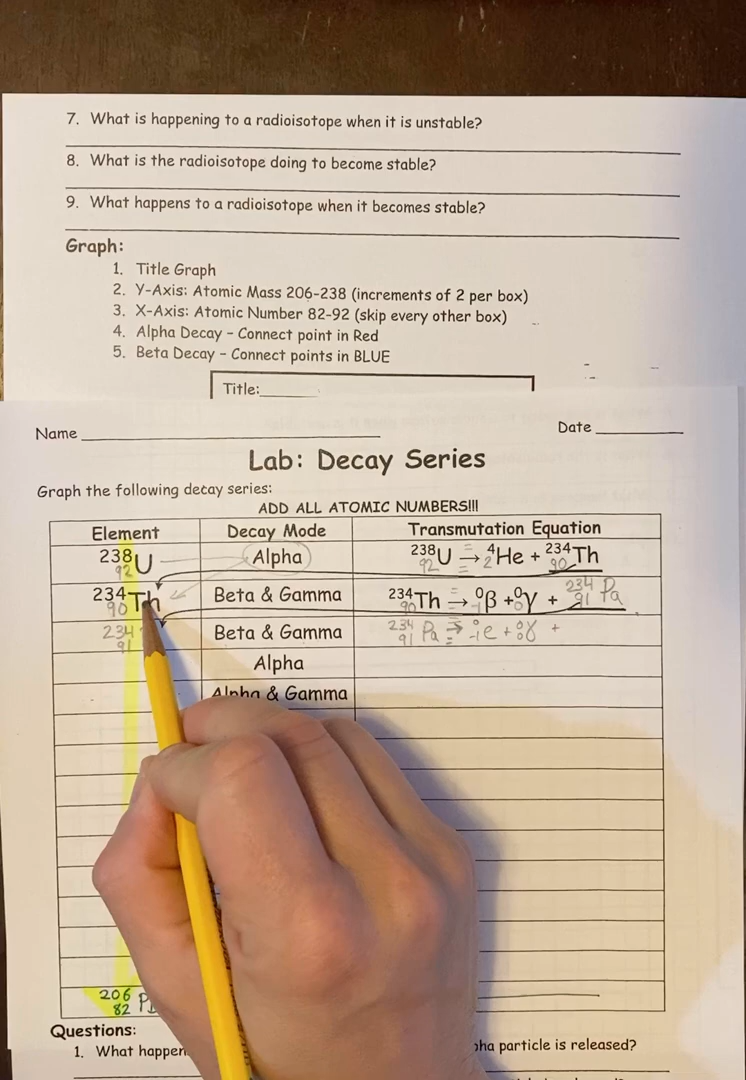 7. What is happening to a radioisotope when it is unstable?
8. What is the radioisotope doing to become stable?
9. What happens to a radioisotope when it becomes stable?
Graph:
1. Title Graph
2. Y-Axis: Atomic Mass 206-238 (increments of 2 per box)
3. X-Axis: Atomic Number 82-92 (skip every other box)
4. Alpha Decay - Connect point in Red
5. Beta Decay - Connect points in BLUE
Title:
Name Date
Lab: Decay Series
Graph the following decay series:
ADD ALL ATOMIC NUMBERS!!!
Element Decay Mode Transmutation Equation
238 92 U Alpha 238 92 U → 4 2 He + 234 90 Th
234 90 Th Beta & Gamma 234 90 Th → 0 -1 β + 0 0 γ + 234 91 Pa
234 91 Beta & Gamma 234 91 Pa → 0 -1 e + 0 0 γ +
Alpha
Alpha & Gamma
206 82
Questions:
1. What particle is released?